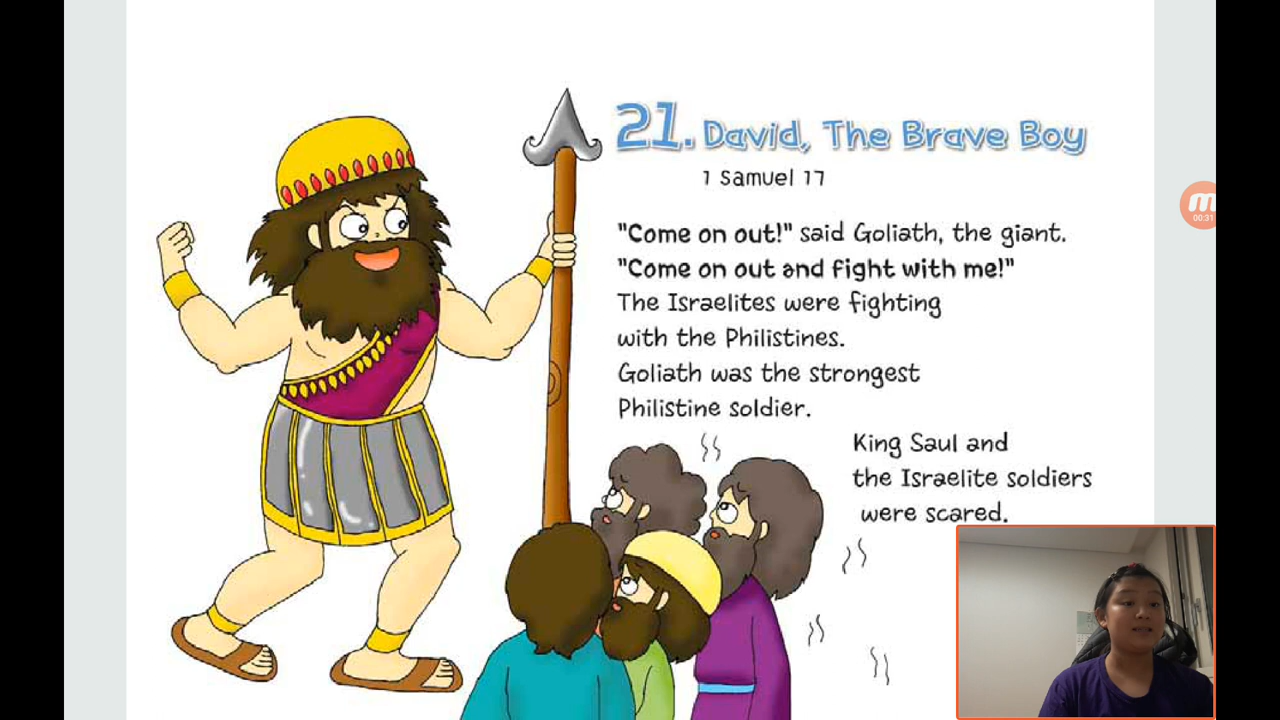 21. David, The Brave Boy
1 Samuel 17
"Come on out!" said Goliath, the giant.
"Come on out and fight with me!"
The Israelites were fighting
with the Philistines.
Goliath was the strongest
Philistine soldier.
King Saul and
the Israelite soldiers
were scared.
00:31